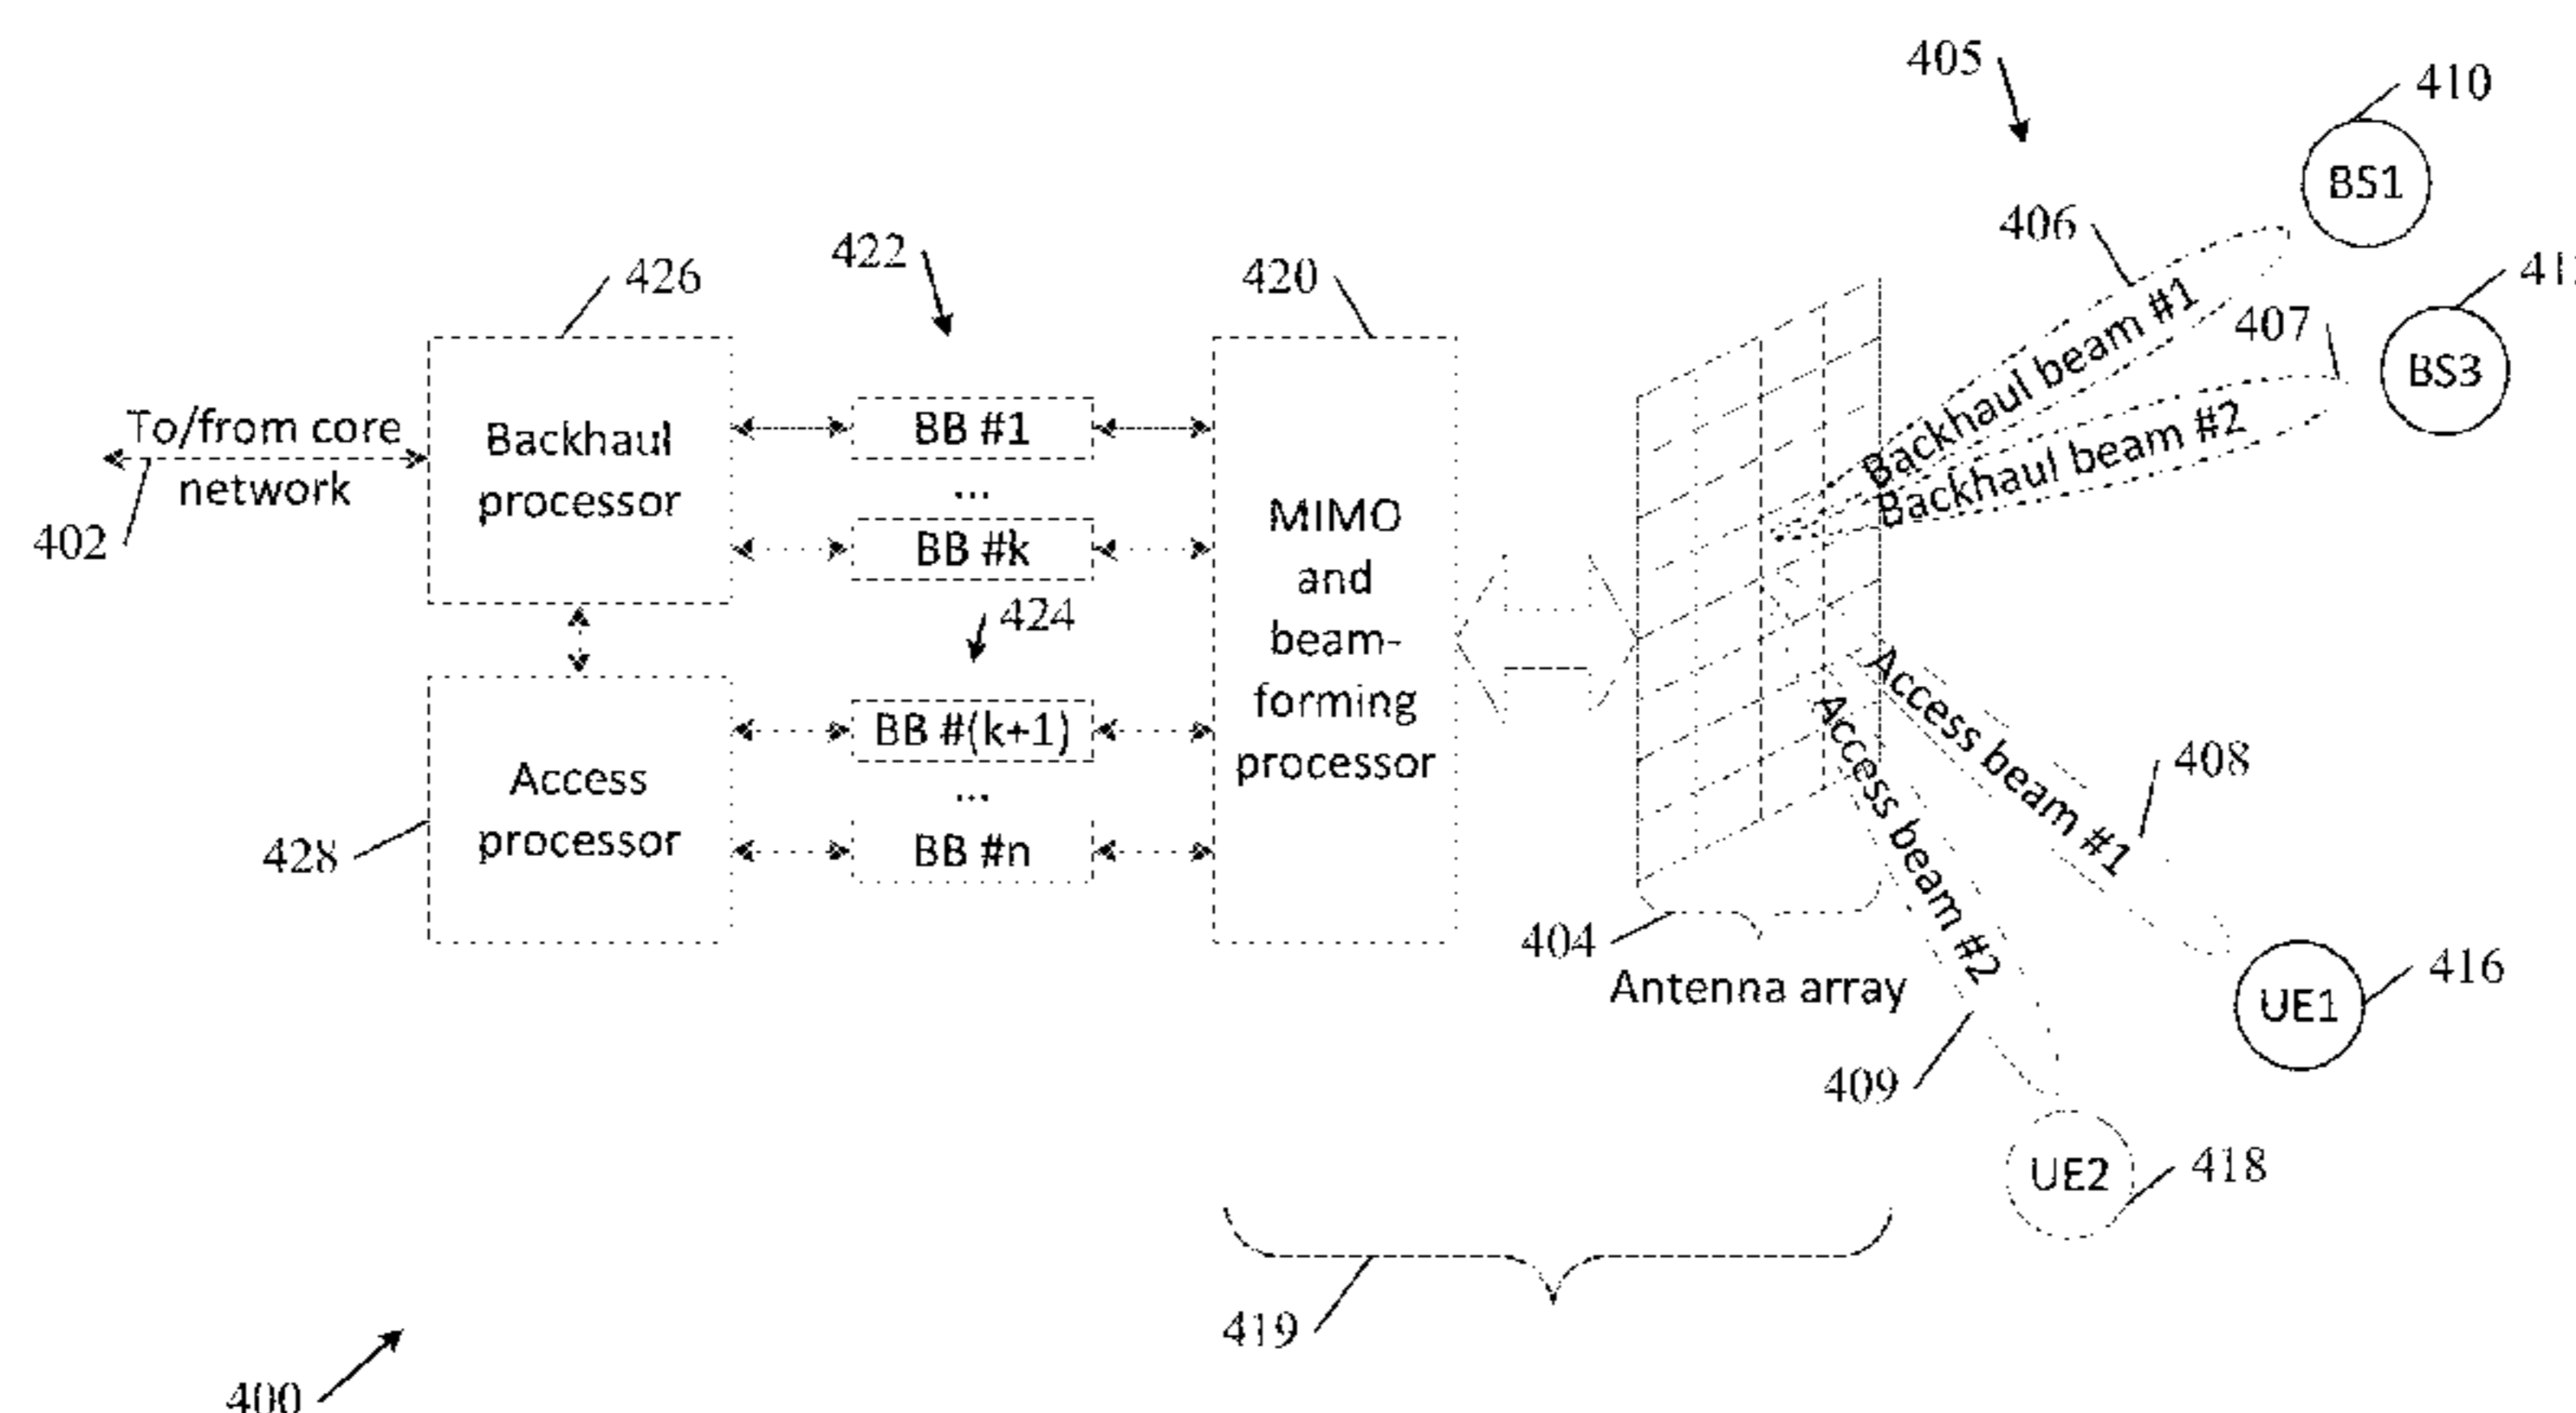 405
410
BS1
406
422
426
420
407
BS3
Backhaul beam #1
Backhaul beam #2
To/from core
network
402
Backhaul
processor
BB #1
...
BB #k
424
MIMO
and
beam-
forming
processor
Access
processor
428
BB #(k+1)
...
BB #n
Access beam #1
Access beam #2
408
404
Antenna array
409
UE1
416
UE2
418
419
400